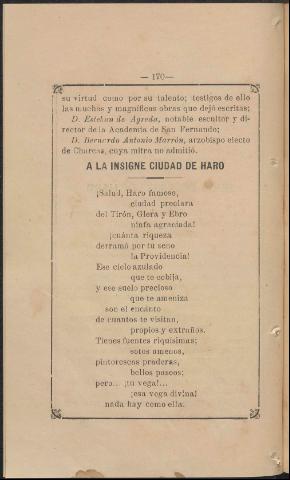 — 170—
su virtud como por su talento; testigos de ello
las muchas y magníficas obras que dejó escritas;
D. Esteban de Agreda, notable escultor y di-
rector de la Academia de San Fernando;
D. Bernardo Antonio Marrón, arzobispo electo
de Charcas, cuya mitra no admitió.
A LA INSIGNE CIUDAD DE HARO
¡Salud, Haro famoso,
ciudad preclara
del Tirón, Glera y Ebro
ninfa agraciada!
¡cuánta riqueza
derramó por tu seno
la Providencia!
Ese cielo azulado
que te cobija,
y ese suelo precioso
que te ameniza
son el encanto
de cuantos te visitan,
propios y extraños.
Tienes fuentes riquísimas;
sotos amenos,
pintorescas praderas,
bellos paseos;
pero... ¡tu vega!...
¡esa vega divina!
nada hay como ella.